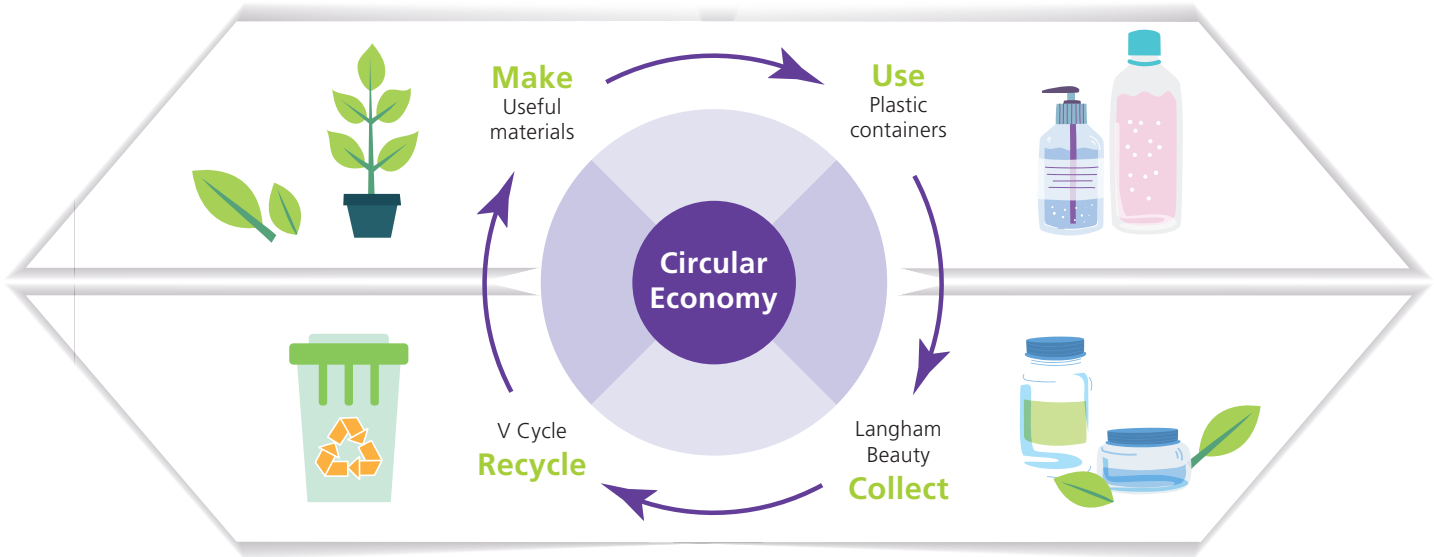 Make
Useful
materials
Use
Plastic
containers
Circular
Economy
Langham
Beauty
Collect
V Cycle
Recycle